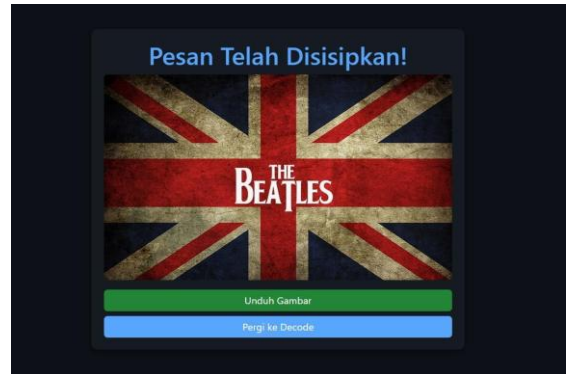 Pesan Telah Disisipkan!
THE
BEATLES
Unduh Gambar
Pergi ke Decode